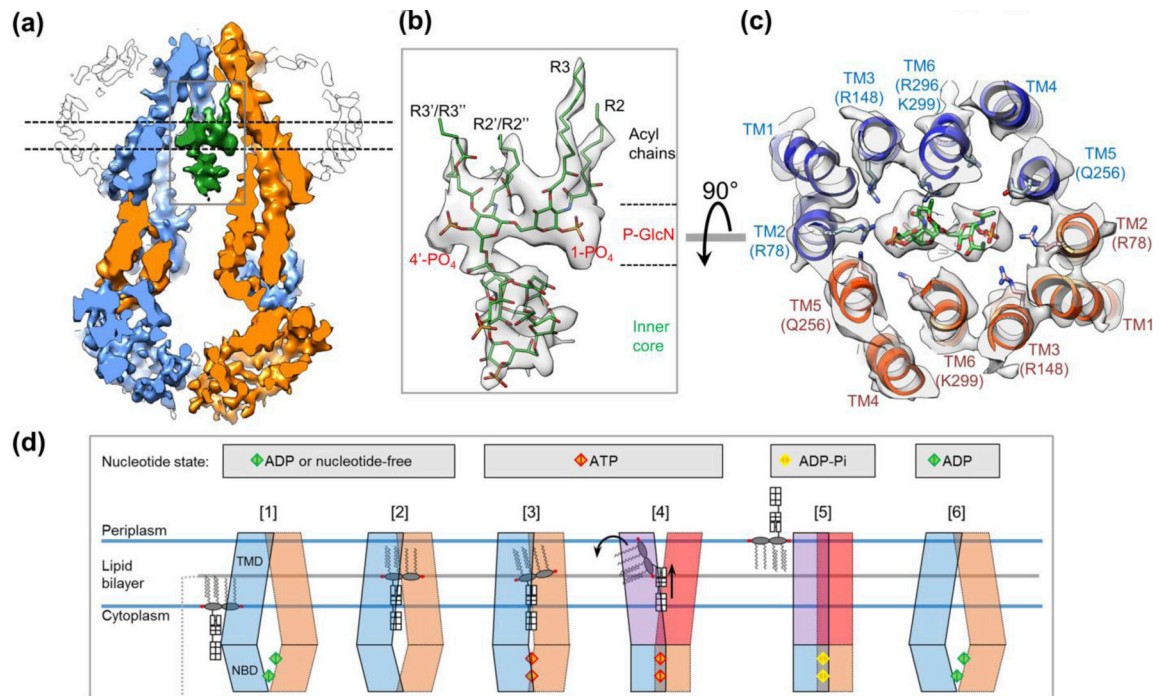 (a)
(b)
R3
R2
R3'/R3''
R2'/R2''
Acyl
chains
P-GlcN
4'-PO4
1-PO4
Inner
core
90°
(c)
TM6
(R296
K299)
TM3
(R148)
TM4
TM1
TM5
(Q256)
TM2
(R78)
TM2
(R78)
TM5
(Q256)
TM1
TM6
(K299)
TM3
(R148)
TM4
(d)
Nucleotide state:
ADP or nucleotide-free
ATP
ADP-Pi
ADP
[1]
[2]
[3]
[4]
[5]
[6]
Periplasm
TMD
Lipid
bilayer
Cytoplasm
NBD